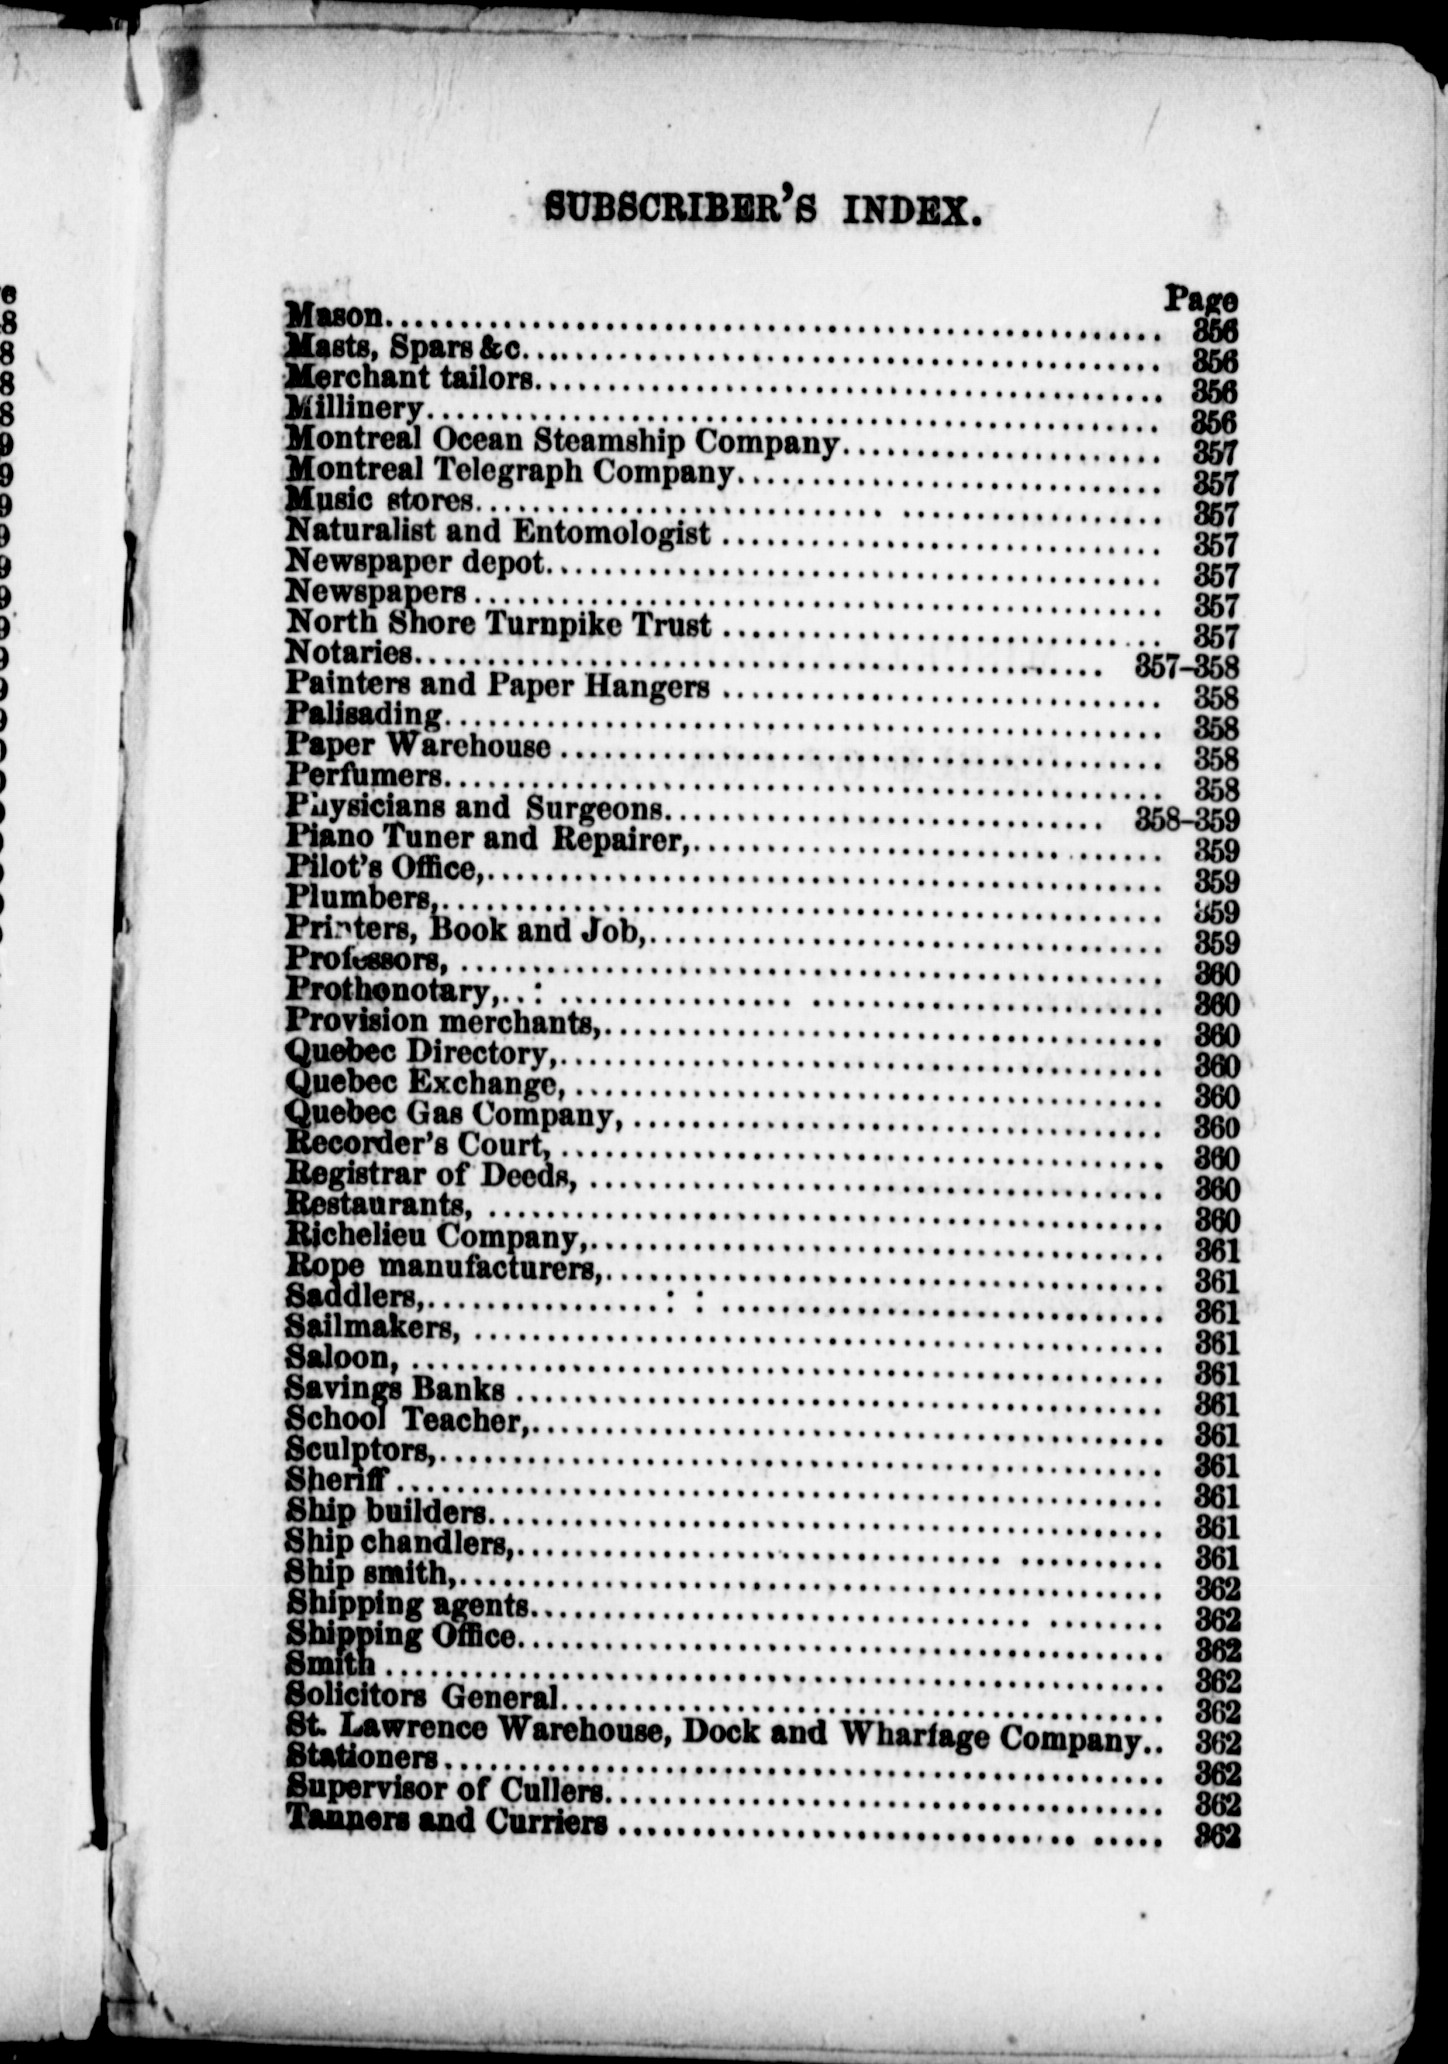 SUBSCRIBER'S INDEX.
Page
Mason........ 356
Masts, Spars &c........ 356
Merchant tailors........ 356
Millinery........ 356
Montreal Ocean Steamship Company........ 357
Montreal Telegraph Company........ 357
Music stores........ 357
Naturalist and Entomologist ........ 357
Newspaper depot........ 357
Newspapers ........ 357
North Shore Turnpike Trust ........ 357
Notaries........ 357-358
Painters and Paper Hangers ........ 358
Palisading........ 358
Paper Warehouse ........ 358
Perfumers........ 358
Physicians and Surgeons........ 358-359
Piano Tuner and Repairer,........ 359
Pilot's Office,........ 359
Plumbers,........ 359
Printers, Book and Job,........ 359
Professors, ........ 360
Prothonotary,..: ........ 360
Provision merchants,........ 360
Quebec Directory,........ 360
Quebec Exchange, ........ 360
Quebec Gas Company, ........ 360
Recorder's Court, ........ 360
Registrar of Deeds, ........ 360
Restaurants, ........ 360
Richelieu Company,........ 361
Rope manufacturers,........ 361
Saddlers,........: : ........ 361
Sailmakers, ........ 361
Saloon, ........ 361
Savings Banks ........ 361
School Teacher,........ 361
Sculptors,........ 361
Sheriff ........ 361
Ship builders........ 361
Ship chandlers,........ 361
Ship smith,........ 362
Shipping agents........ 362
Shipping Office........ 362
Smith ........ 362
Solicitors General........ 362
St. Lawrence Warehouse, Dock and Wharfage Company.. 362
Stationers ........ 362
Supervisor of Cullers........ 362
Tanners and Curriers ........ 362